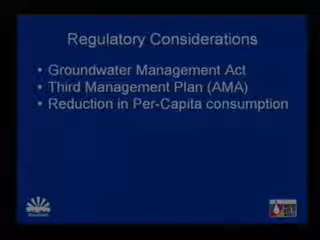 Regulatory Considerations
• Groundwater Management Act
• Third Management Plan (AMA)
• Reduction in Per-Capita consumption